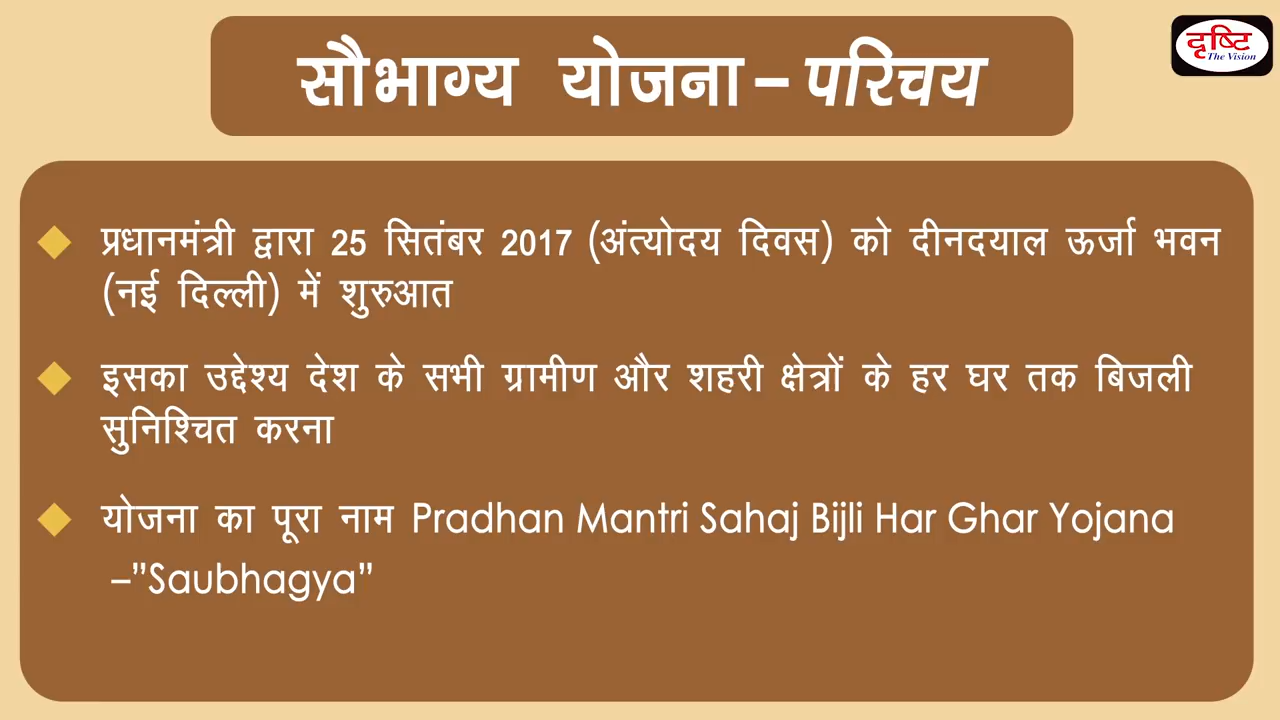 सौभाग्य योजना – परिचय
दृष्टि
The Vision
प्रधानमंत्री द्वारा 25 सितंबर 2017 (अंत्योदय दिवस) को दीनदयाल ऊर्जा भवन
(नई दिल्ली) में शुरुआत
इसका उद्देश्य देश के सभी ग्रामीण और शहरी क्षेत्रों के हर घर तक बिजली
सुनिश्चित करना
योजना का पूरा नाम Pradhan Mantri Sahaj Bijli Har Ghar Yojana
–”Saubhagya”